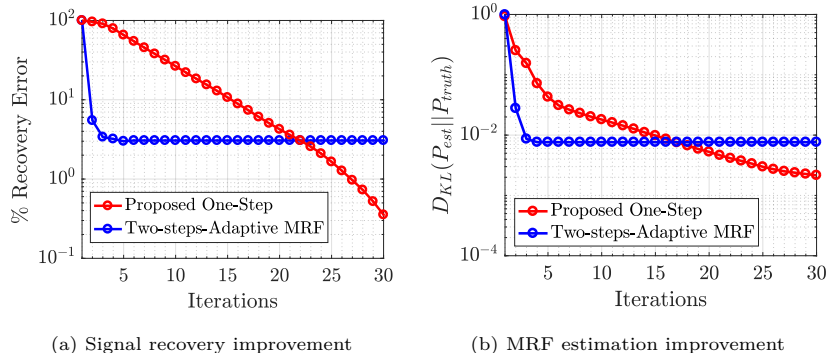 % Recovery Error
10^2
10^1
10^0
10^{-1}
Proposed One-Step
Two-steps-Adaptive MRF
5 10 15 20 25 30
Iterations
(a) Signal recovery improvement
D_{KL}(P_{est}||P_{truth})
10^0
10^{-2}
10^{-4}
Proposed One-Step
Two-steps-Adaptive MRF
5 10 15 20 25 30
Iterations
(b) MRF estimation improvement